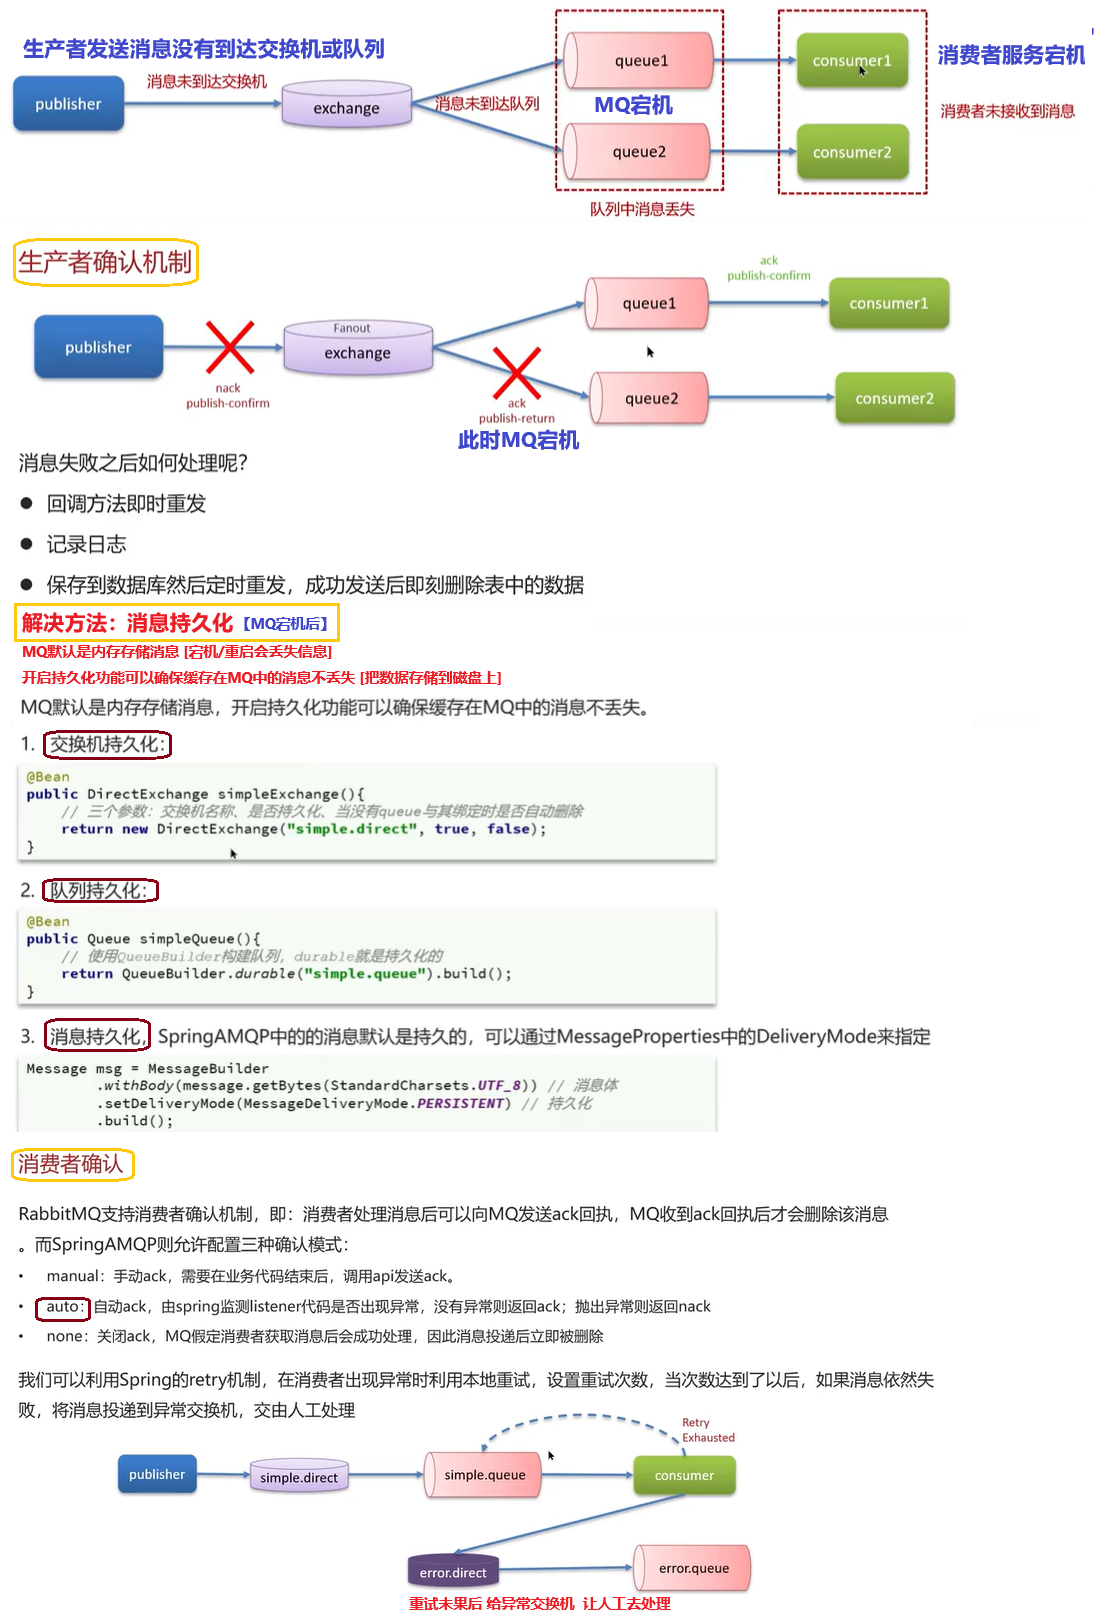 生产者发送消息没有到达交换机或队列
publisher
消息未到达交换机
exchange
消息未到达队列
queue1
MQ宕机
queue2
队列中消息丢失
consumer1
consumer2
消费者服务宕机
消费者未接收到消息
生产者确认机制
publisher
nack
publish-confirm
Fanout
exchange
ack
publish-return
此时MQ宕机
queue1
queue2
ack
publish-confirm
consumer1
consumer2
消息失败之后如何处理呢？
● 回调方法即时重发
● 记录日志
● 保存到数据库然后定时重发，成功发送后即刻删除表中的数据
解决方法：消息持久化【MQ宕机后】
MQ默认是内存存储消息 [宕机/重启会丢失信息]
开启持久化功能可以确保缓存在MQ中的消息不丢失 [把数据存储到磁盘上]
MQ默认是内存存储消息，开启持久化功能可以确保缓存在MQ中的消息不丢失。
1. 交换机持久化：
@Bean
public DirectExchange simpleExchange(){
// 三个参数：交换机名称、是否持久化、当没有queue与其绑定时是否自动删除
return new DirectExchange("simple.direct", true, false);
}
2. 队列持久化：
@Bean
public Queue simpleQueue(){
// 使用QueueBuilder构建队列，durable就是持久化的
return QueueBuilder.durable("simple.queue").build();
}
3. 消息持久化，SpringAMQP中的的消息默认是持久的，可以通过MessageProperties中的DeliveryMode来指定
Message msg = MessageBuilder
.withBody(message.getBytes(StandardCharsets.UTF_8)) // 消息体
.setDeliveryMode(MessageDeliveryMode.PERSISTENT) // 持久化
.build();
消费者确认
RabbitMQ支持消费者确认机制，即：消费者处理消息后可以向MQ发送ack回执，MQ收到ack回执后才会删除该消息
。而SpringAMQP则允许配置三种确认模式：
• manual：手动ack，需要在业务代码结束后，调用api发送ack。
• auto：自动ack，由spring监测listener代码是否出现异常，没有异常则返回ack；抛出异常则返回nack
• none：关闭ack，MQ假定消费者获取消息后会成功处理，因此消息投递后立即被删除
我们可以利用Spring的retry机制，在消费者出现异常时利用本地重试，设置重试次数，当次数达到了以后，如果消息依然失
败，将消息投递到异常交换机，交由人工处理
Retry
Exhausted
publisher
simple.direct
simple.queue
consumer
error.direct
error.queue
重试未果后 给异常交换机 让人工去处理